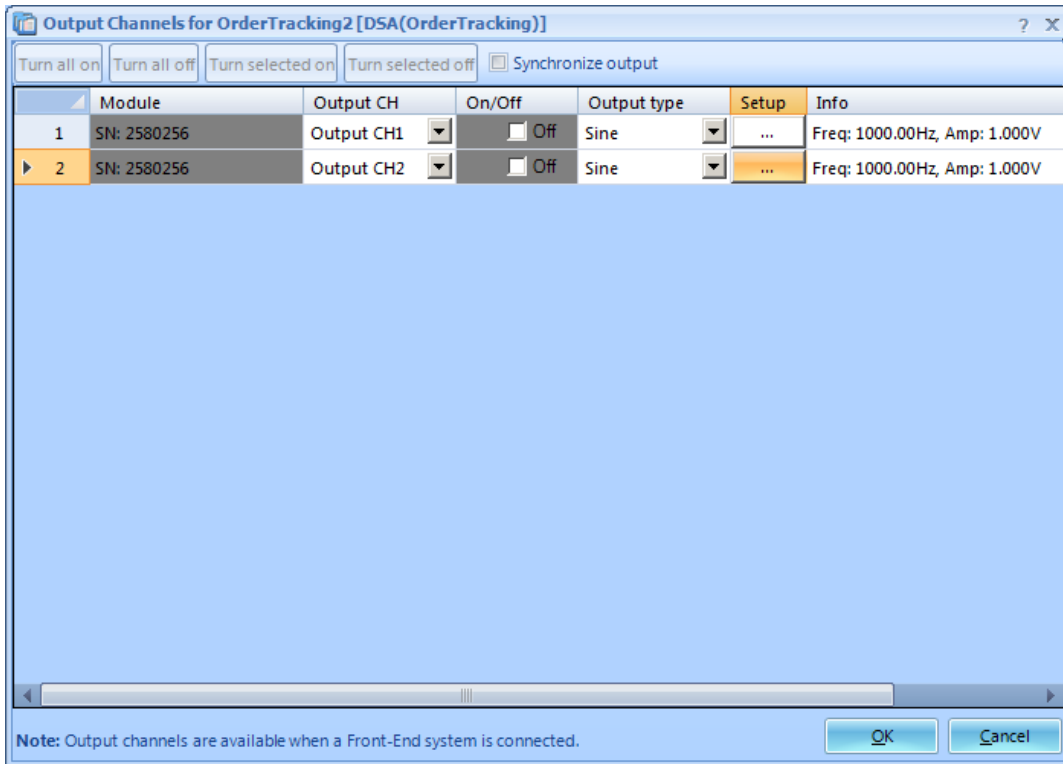 Output Channels for OrderTracking2 [DSA(OrderTracking)] ? X
Turn all on Turn all off Turn selected on Turn selected off Synchronize output
Module Output CH On/Off Output type Setup Info
1 SN: 2580256 Output CH1 Off Sine ... Freq: 1000.00Hz, Amp: 1.000V
2 SN: 2580256 Output CH2 Off Sine ... Freq: 1000.00Hz, Amp: 1.000V
Note: Output channels are available when a Front-End system is connected. OK Cancel